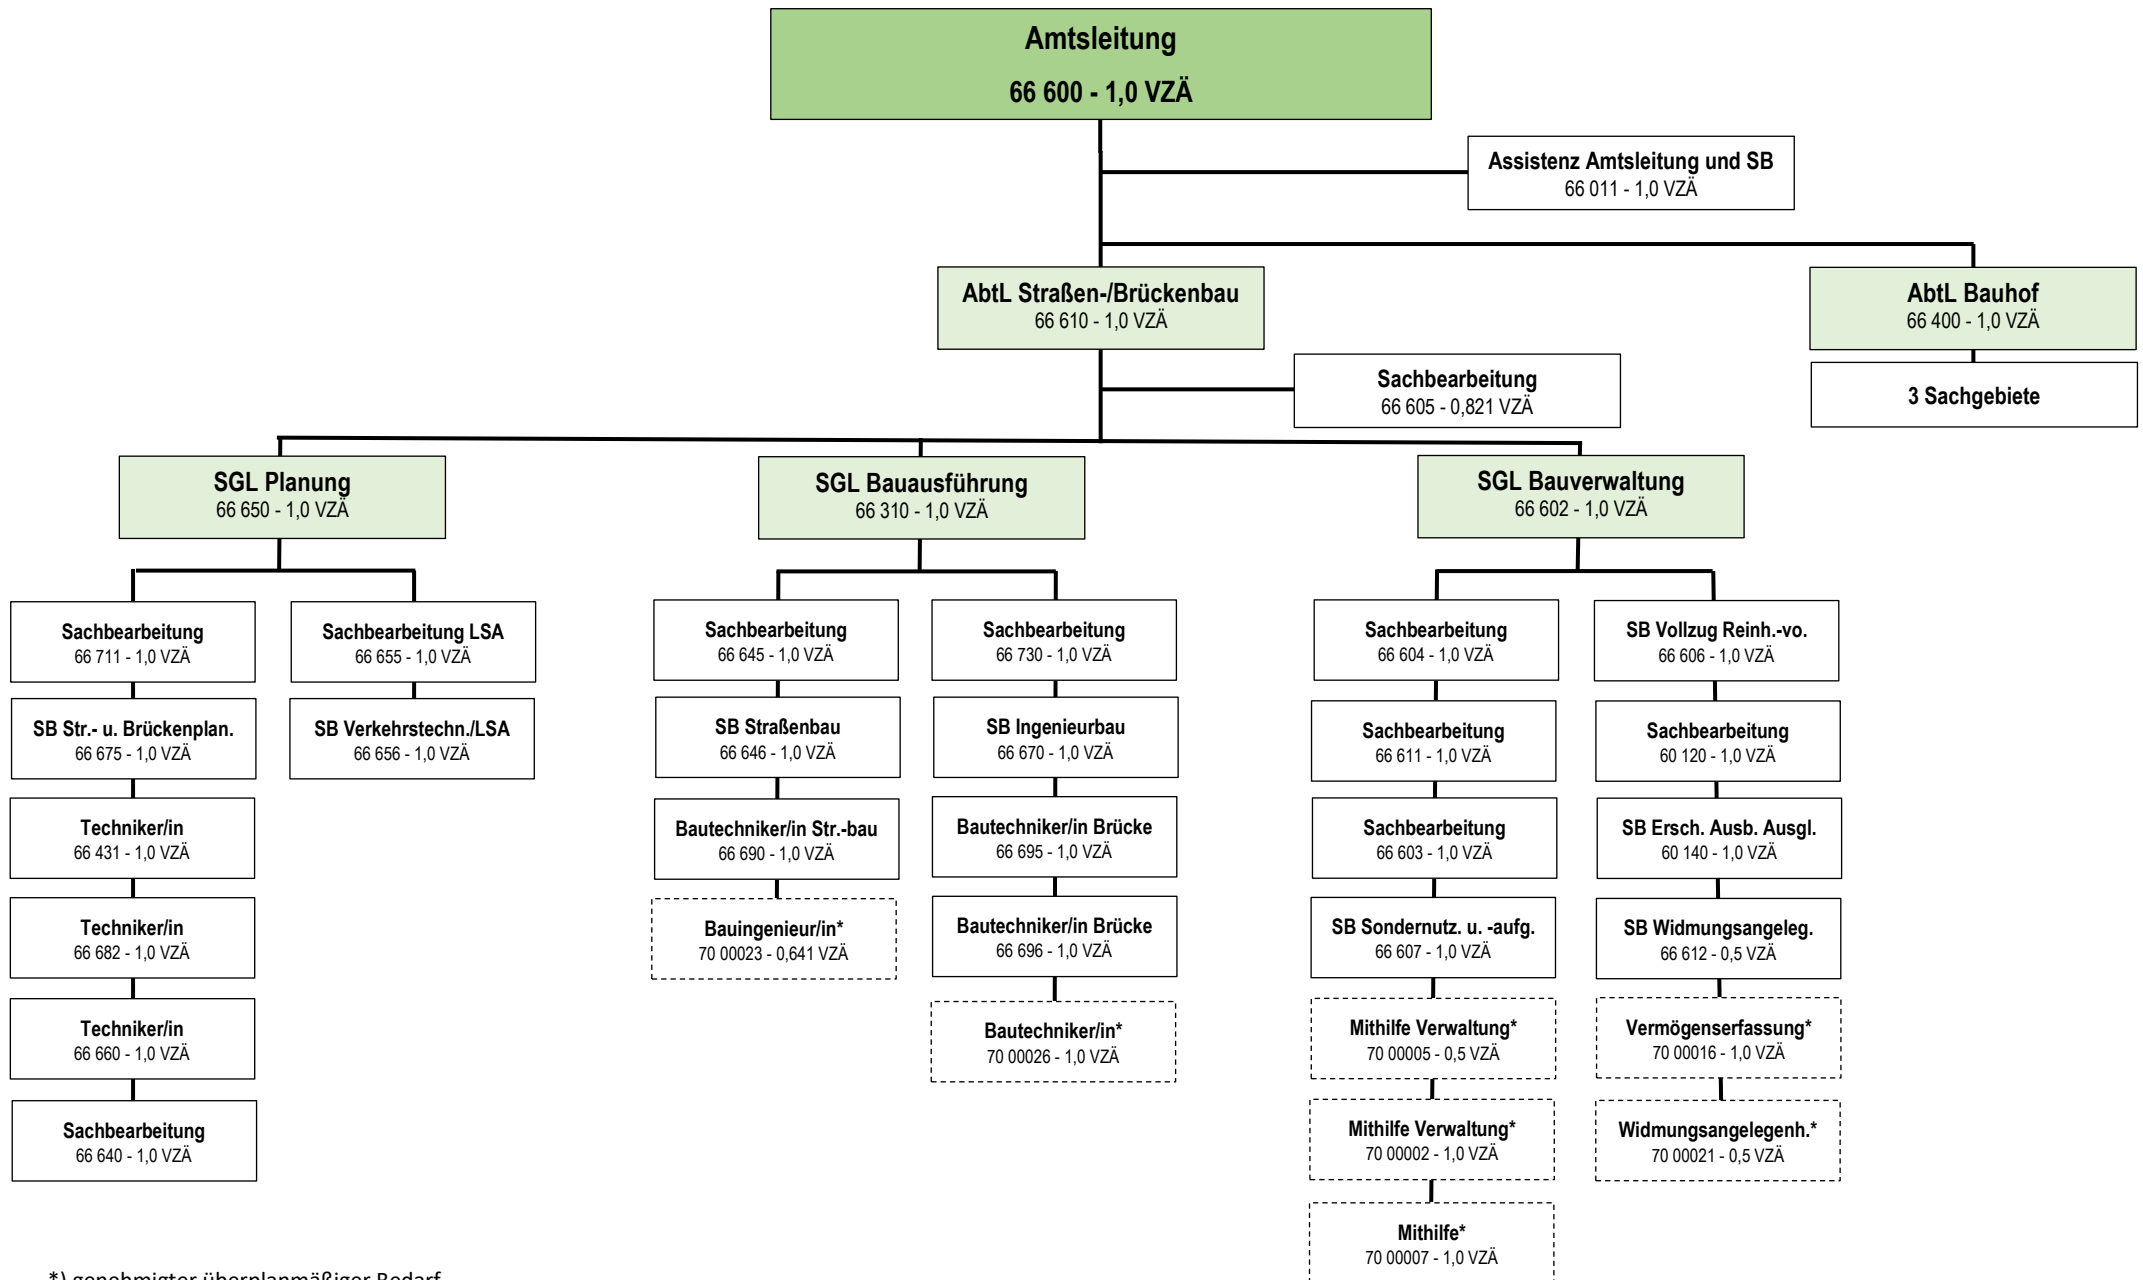 Amtsleitung
66 600 - 1,0 VZÄ
Assistenz Amtsleitung und SB
66 011 - 1,0 VZÄ
AbtL Straßen-/Brückenbau
66 610 - 1,0 VZÄ
AbtL Bauhof
66 400 - 1,0 VZÄ
Sachbearbeitung
66 605 - 0,821 VZÄ
3 Sachgebiete
SGL Planung
66 650 - 1,0 VZÄ
Sachbearbeitung
66 711 - 1,0 VZÄ
SB Str.- u. Brückenplan.
66 675 - 1,0 VZÄ
Techniker/in
66 431 - 1,0 VZÄ
Techniker/in
66 682 - 1,0 VZÄ
Techniker/in
66 660 - 1,0 VZÄ
Sachbearbeitung
66 640 - 1,0 VZÄ
Sachbearbeitung LSA
66 655 - 1,0 VZÄ
SB Verkehrstechn./LSA
66 656 - 1,0 VZÄ
SGL Bauausführung
66 310 - 1,0 VZÄ
Sachbearbeitung
66 645 - 1,0 VZÄ
SB Straßenbau
66 646 - 1,0 VZÄ
Bautechniker/in Str.-bau
66 690 - 1,0 VZÄ
Bauingenieur/in*
70 00023 - 0,641 VZÄ
Sachbearbeitung
66 730 - 1,0 VZÄ
SB Ingenieurbau
66 670 - 1,0 VZÄ
Bautechniker/in Brücke
66 695 - 1,0 VZÄ
Bautechniker/in Brücke
66 696 - 1,0 VZÄ
Bautechniker/in*
70 00026 - 1,0 VZÄ
SGL Bauverwaltung
66 602 - 1,0 VZÄ
Sachbearbeitung
66 604 - 1,0 VZÄ
Sachbearbeitung
66 611 - 1,0 VZÄ
Sachbearbeitung
66 603 - 1,0 VZÄ
SB Sondernutz. u. -aufg.
66 607 - 1,0 VZÄ
Mithilfe Verwaltung*
70 00005 - 0,5 VZÄ
Mithilfe Verwaltung*
70 00002 - 1,0 VZÄ
Mithilfe*
70 00007 - 1,0 VZÄ
SB Vollzug Reinh.-vo.
66 606 - 1,0 VZÄ
Sachbearbeitung
60 120 - 1,0 VZÄ
SB Ersch. Ausb. Ausgl.
60 140 - 1,0 VZÄ
SB Widmungsangeleg.
66 612 - 0,5 VZÄ
Vermögenserfassung*
70 00016 - 1,0 VZÄ
Widmungsangelegenh.*
70 00021 - 0,5 VZÄ
*) genehmigter überplanmäßiger Bedarf